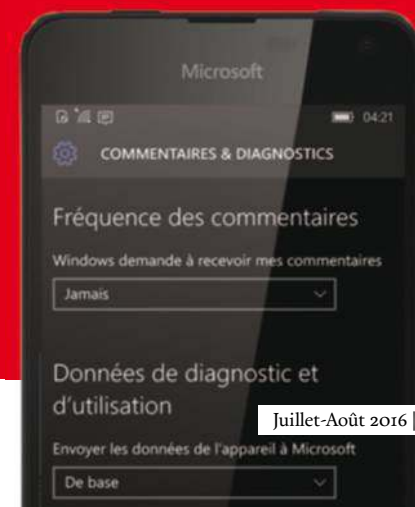 Microsoft
04:21
COMMENTAIRES & DIAGNOSTICS
Fréquence des commentaires
Windows demande à recevoir mes commentaires
Jamais
Données de diagnostic et
d'utilisation
Juillet-Août 2016 |
Envoyer les données de l'appareil à Microsoft
De base